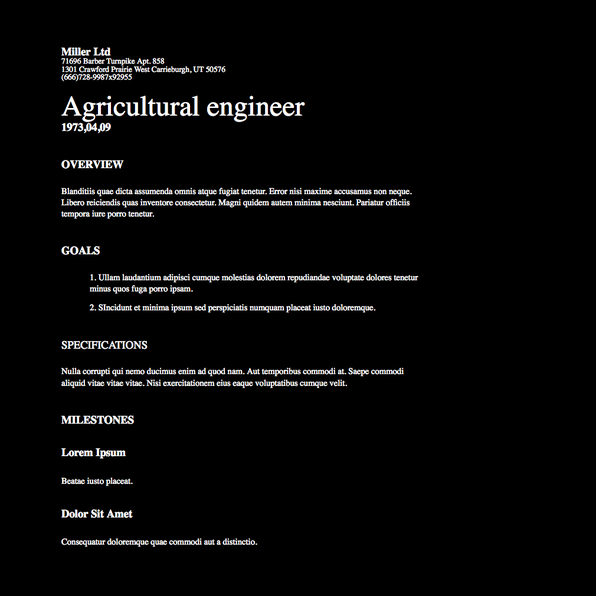 Miller Ltd
71696 Barber Turnpike Apt. 858
1301 Crawford Prairie West Carrieburgh, UT 50576
(666)728-9987x92955
Agricultural engineer
1973,04,09
OVERVIEW
Blanditiis quae dicta assumenda omnis atque fugiat tenetur. Error nisi maxime accusamus non neque.
Libero reiciendis quas inventore consectetur. Magni quidem autem minima nesciunt. Pariatur officiis
tempora iure porro tenetur.
GOALS
1. Ullam laudantium adipisci cumque molestias dolorem repudiandae voluptate dolores tenetur
minus quos fuga porro ipsam.
2. SIncidunt et minima ipsum sed perspiciatis numquam placeat iusto doloremque.
SPECIFICATIONS
Nulla corrupti qui nemo ducimus enim ad quod nam. Aut temporibus commodi at. Saepe commodi
aliquid vitae vitae vitae. Nisi exercitationem eius eaque voluptatibus cumque velit.
MILESTONES
Lorem Ipsum
Beatae iusto placeat.
Dolor Sit Amet
Consequatur doloremque quae commodi aut a distinctio.